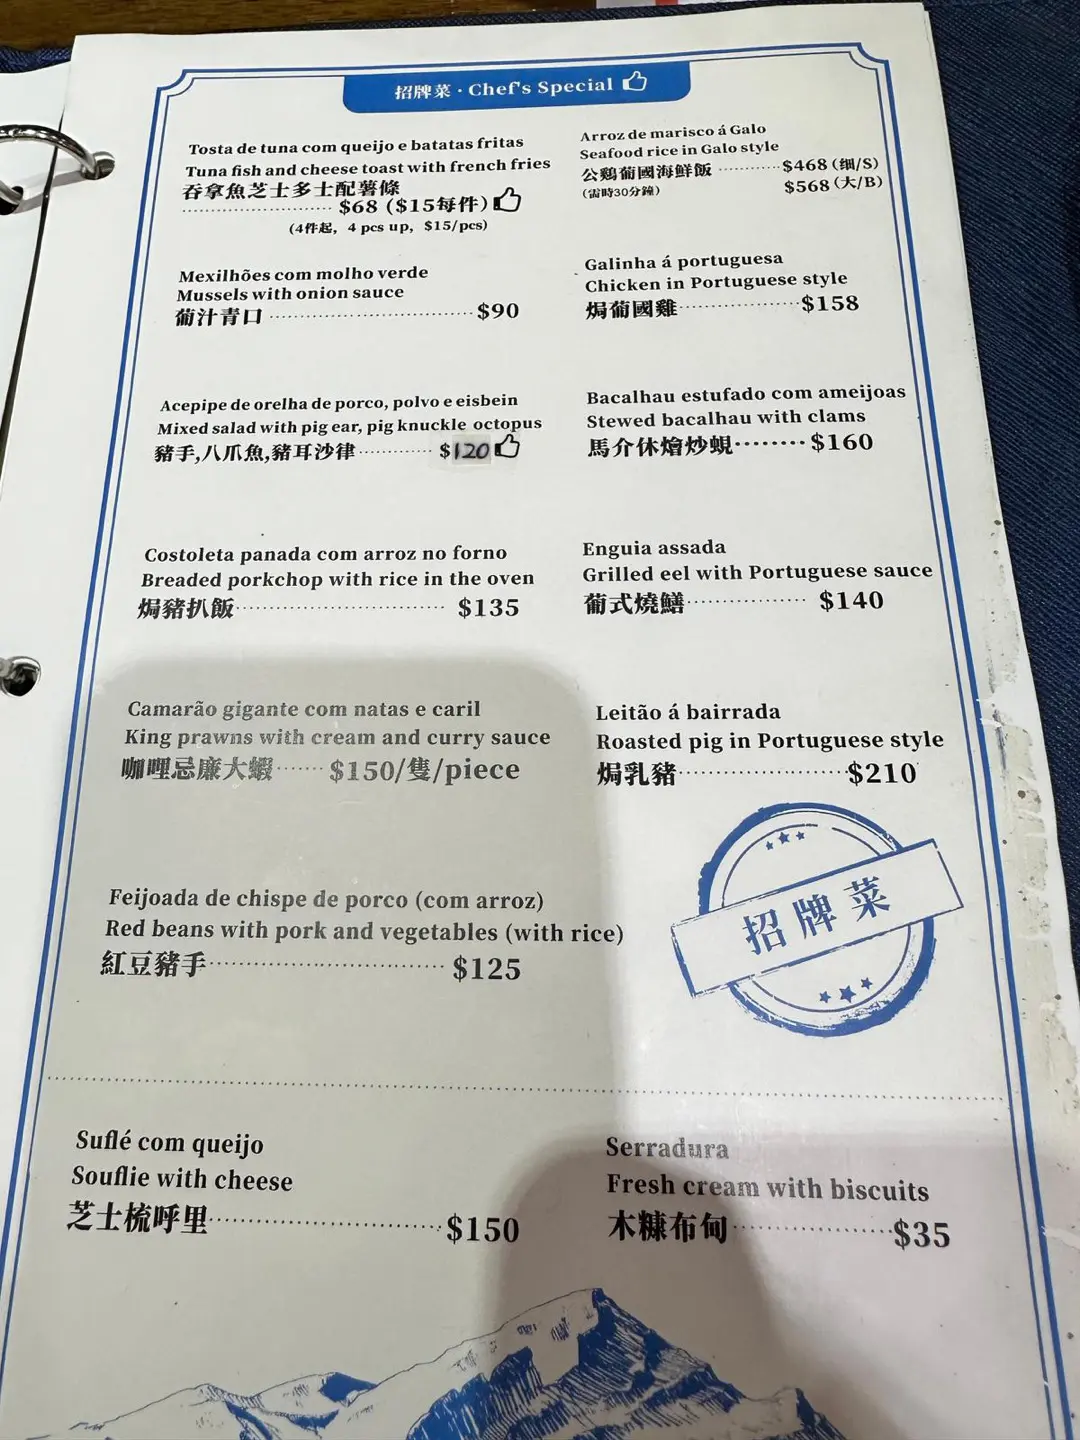 招牌菜 · Chef's Special
Tosta de tuna com queijo e batatas fritas
Tuna fish and cheese toast with french fries
吞拿魚芝士多士配薯條
$68 ($15每件)
(4件起, 4 pcs up, $15/pcs)
Mexilhões com molho verde
Mussels with onion sauce
葡汁青口 $90
Acepipe de orelha de porco, polvo e eisbein
Mixed salad with pig ear, pig knuckle octopus
豬手,八爪魚,豬耳沙律 $120
Costoleta panada com arroz no forno
Breaded porkchop with rice in the oven
焗豬扒飯 $135
Camarão gigante com natas e caril
King prawns with cream and curry sauce
咖喱忌廉大蝦 $150/隻/piece
Feijoada de chispe de porco (com arroz)
Red beans with pork and vegetables (with rice)
紅豆豬手 $125
Arroz de marisco á Galo
Seafood rice in Galo style
公鷄葡國海鮮飯 $468 (细/S)
(需時30分鐘) $568 (大/B)
Galinha á portuguesa
Chicken in Portuguese style
焗葡國雞 $158
Bacalhau estufado com ameijoas
Stewed bacalhau with clams
馬介休燴炒蜆 $160
Enguia assada
Grilled eel with Portuguese sauce
葡式燒鱔 $140
Leitão á bairrada
Roasted pig in Portuguese style
焗乳豬 $210
招牌菜
Suflé com queijo
Souflie with cheese
芝士梳呼里 $150
Serradura
Fresh cream with biscuits
木糠布甸 $35